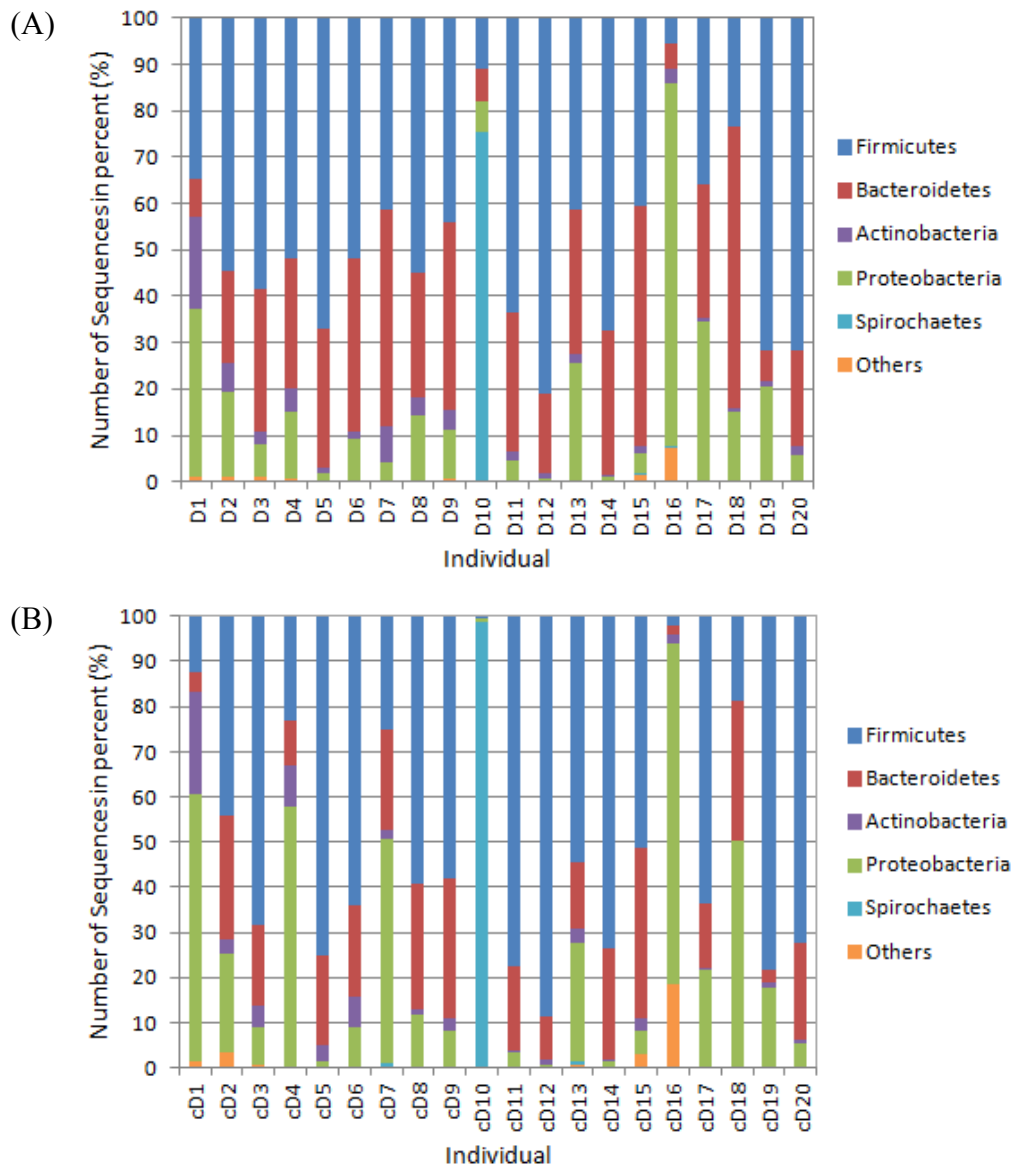 (A)
Number of Sequencesin percent (%)
100
90
80
70
60
50
40
30
20
10
0
D1 D2 D3 D4 D5 D6 D7 D8 D9 D10 D11 D12 D13 D14 D15 D16 D17 D18 D19 D20
Individual
Firmicutes
Bacteroidetes
Actinobacteria
Proteobacteria
Spirochaetes
Others
(B)
Number of Sequencesin percent (%)
100
90
80
70
60
50
40
30
20
10
0
cD1 cD2 cD3 cD4 cD5 cD6 cD7 cD8 cD9 cD10 cD11 cD12 cD13 cD14 cD15 cD16 cD17 cD18 cD19 cD20
Individual
Firmicutes
Bacteroidetes
Actinobacteria
Proteobacteria
Spirochaetes
Others